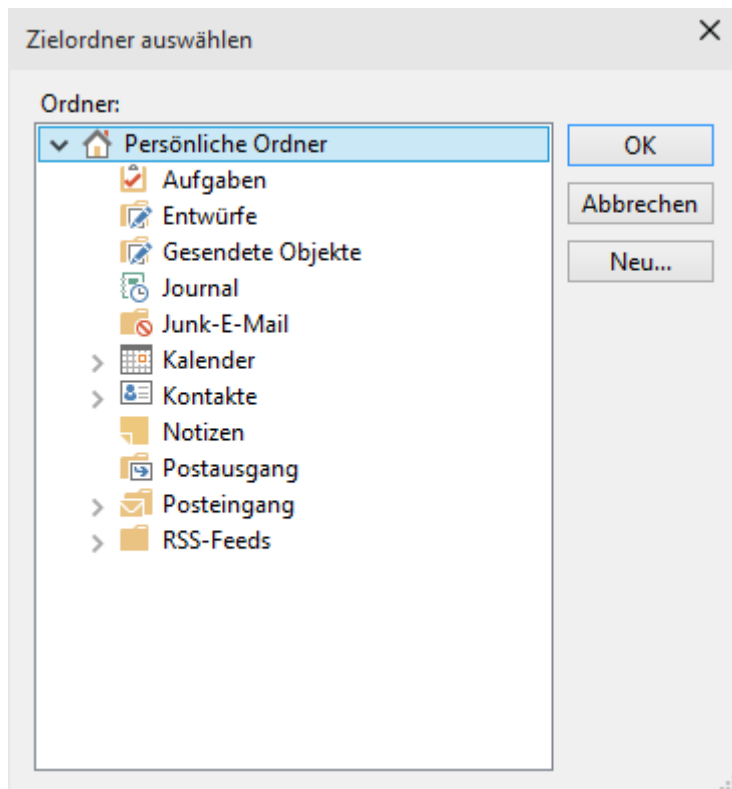 Zielordner auswählen
Ordner:
Persönliche Ordner
OK
Aufgaben
Abbrechen
Entwürfe
Gesendete Objekte
Neu...
Journal
Junk-E-Mail
Kalender
Kontakte
Notizen
Postausgang
Posteingang
RSS-Feeds